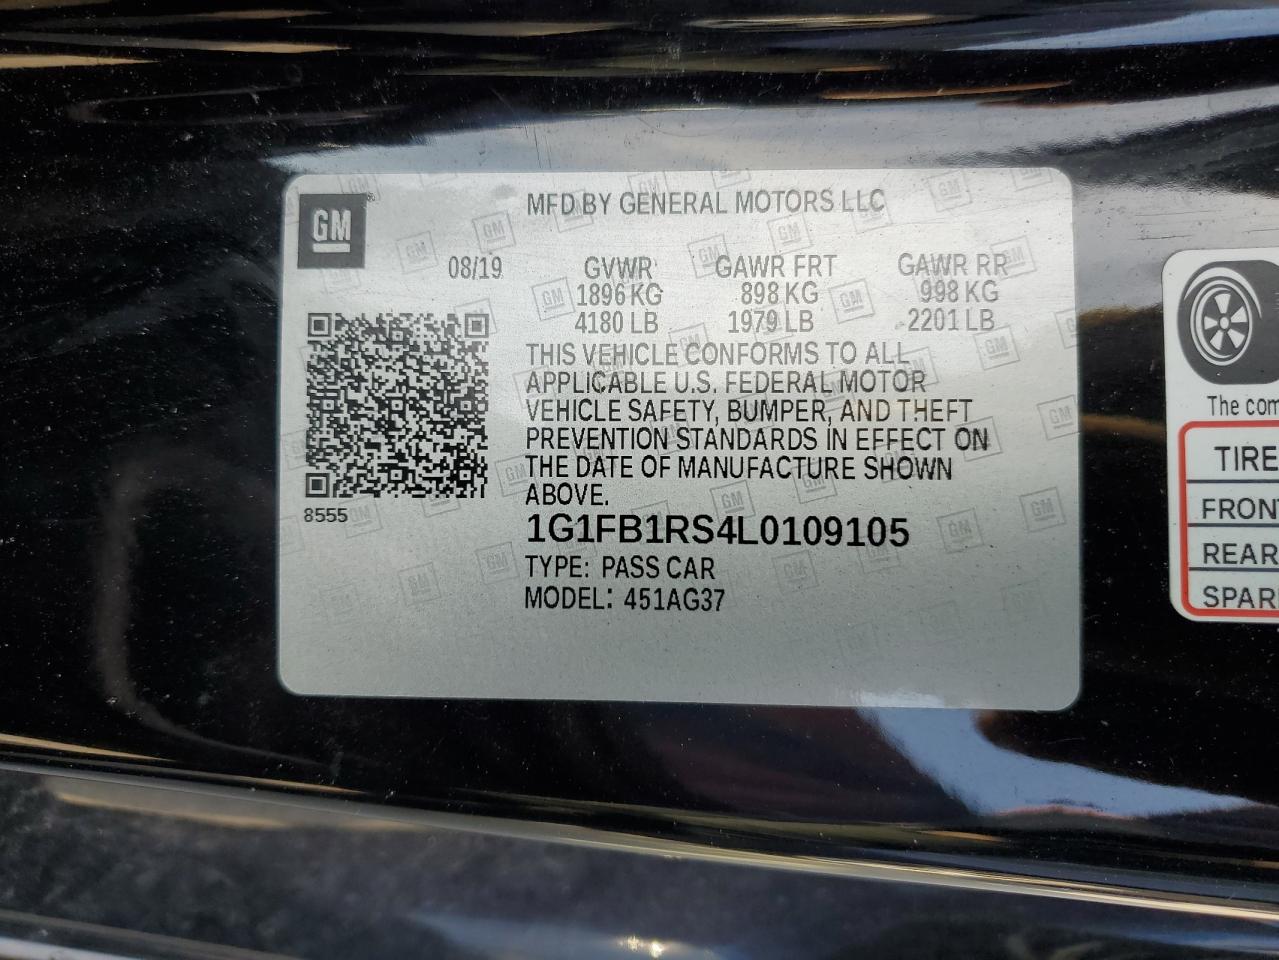 GM
MFD BY GENERAL MOTORS LLC
08/19 GVWR GAWR FRT GAWR RR
1896 KG 898 KG 998 KG
4180 LB 1979 LB 2201 LB
THIS VEHICLE CONFORMS TO ALL
APPLICABLE U.S. FEDERAL MOTOR
VEHICLE SAFETY, BUMPER, AND THEFT
PREVENTION STANDARDS IN EFFECT ON
THE DATE OF MANUFACTURE SHOWN
ABOVE.
8555
1G1FB1RS4L0109105
TYPE: PASS CAR
MODEL: 451AG37
The com
TIRE
FRON
REAR
SPAR